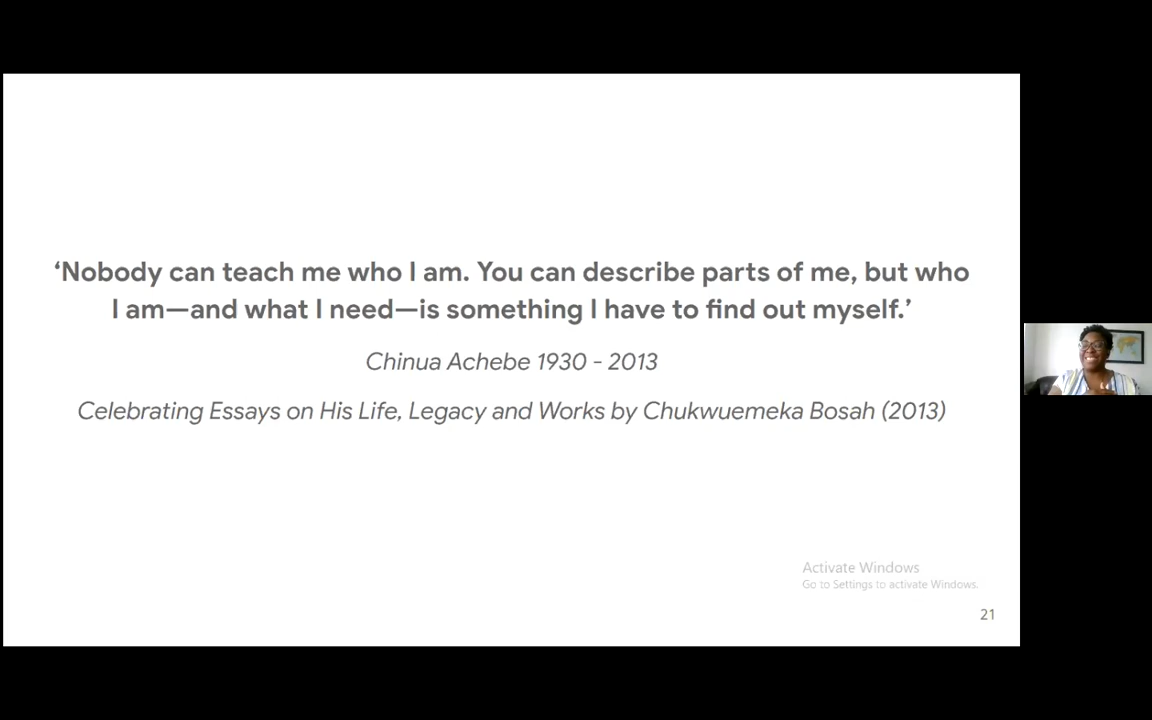 ‘Nobody can teach me who I am. You can describe parts of me, but who
I am—and what I need—is something I have to find out myself.’
Chinua Achebe 1930 - 2013
Celebrating Essays on His Life, Legacy and Works by Chukwuemeka Bosah (2013)
Activate Windows
Go to Settings to activate Windows.
21